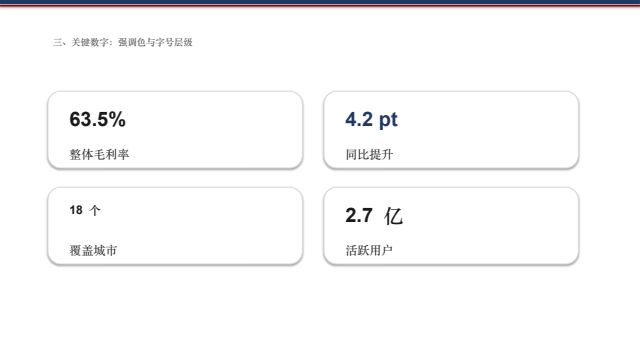 三、关键数字：强调色与字号层级
63.5%
整体毛利率
4.2 pt
同比提升
18 个
覆盖城市
2.7 亿
活跃用户